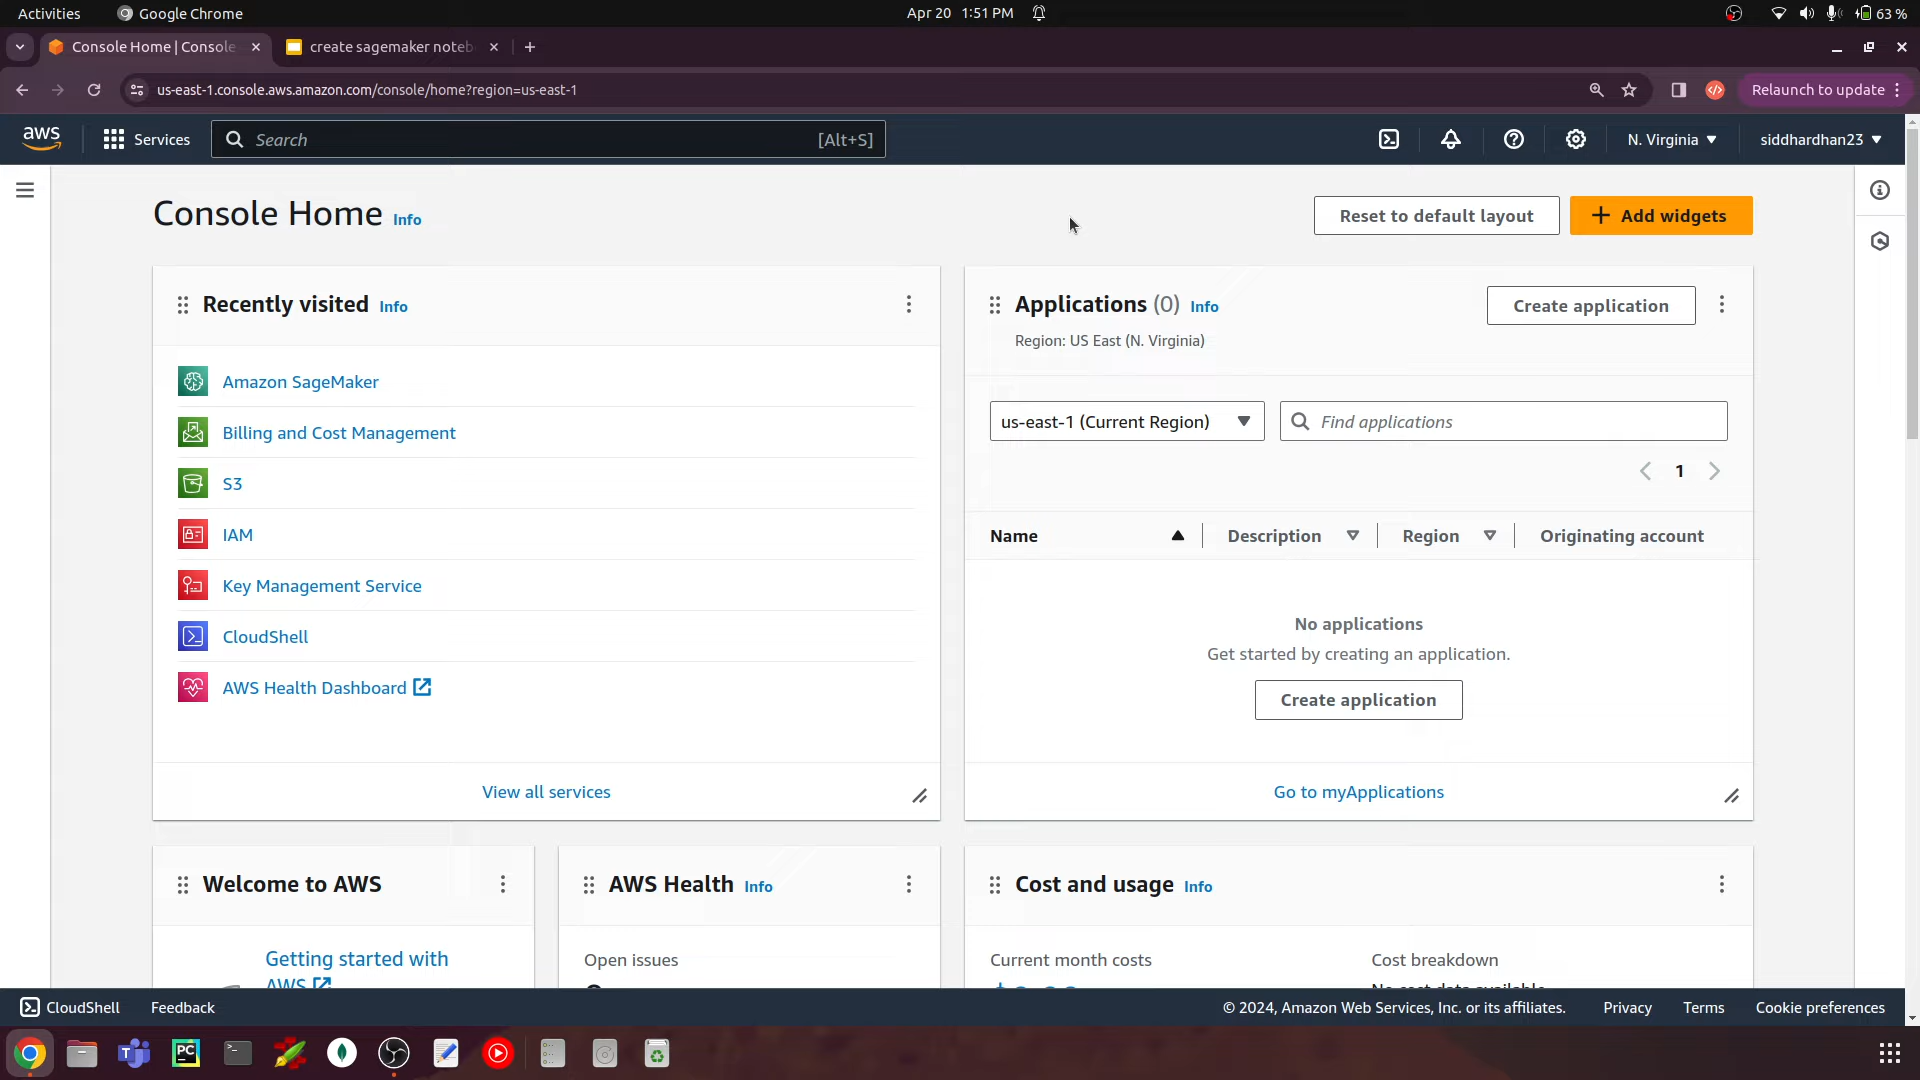 Activities
Google Chrome
Apr 20 1:51 PM
63 %
Console Home | Console
create sagemaker noteb
us-east-1.console.aws.amazon.com/console/home?region=us-east-1
Relaunch to update
aws
Services
Search
[Alt+S]
N. Virginia
siddhardhan23
Console Home Info
Reset to default layout
Add widgets
Recently visited Info
Amazon SageMaker
Billing and Cost Management
S3
IAM
Key Management Service
CloudShell
AWS Health Dashboard
View all services
Applications (0) Info
Region: US East (N. Virginia)
Create application
us-east-1 (Current Region)
Find applications
1
Name
Description
Region
Originating account
No applications
Get started by creating an application.
Create application
Go to myApplications
Welcome to AWS
Getting started with
AWS
AWS Health Info
Open issues
Cost and usage Info
Current month costs
Cost breakdown
No cost data available
CloudShell
Feedback
© 2024, Amazon Web Services, Inc. or its affiliates.
Privacy
Terms
Cookie preferences